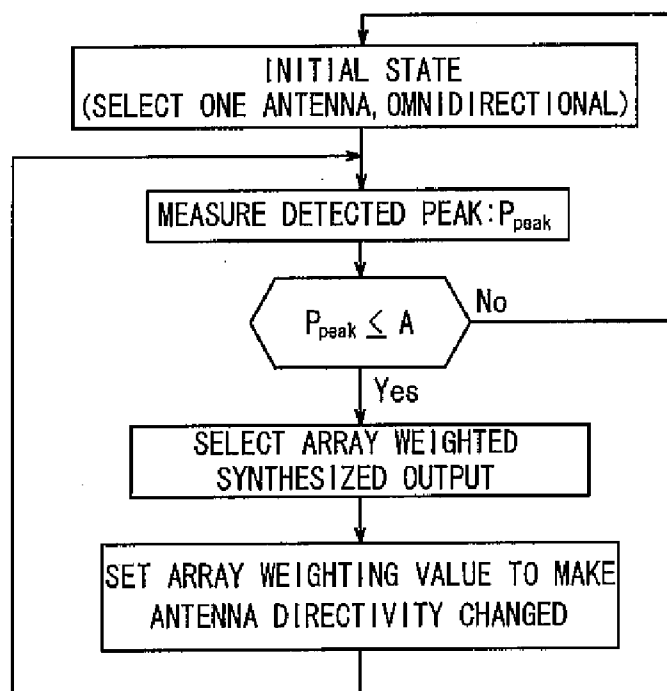 INITIAL STATE
(SELECT ONE ANTENNA, OMNIDIRECTIONAL)
MEASURE DETECTED PEAK:Ppeak
Ppeak ≤ A
No
Yes
SELECT ARRAY WEIGHTED
SYNTHESIZED OUTPUT
SET ARRAY WEIGHTING VALUE TO MAKE
ANTENNA DIRECTIVITY CHANGED